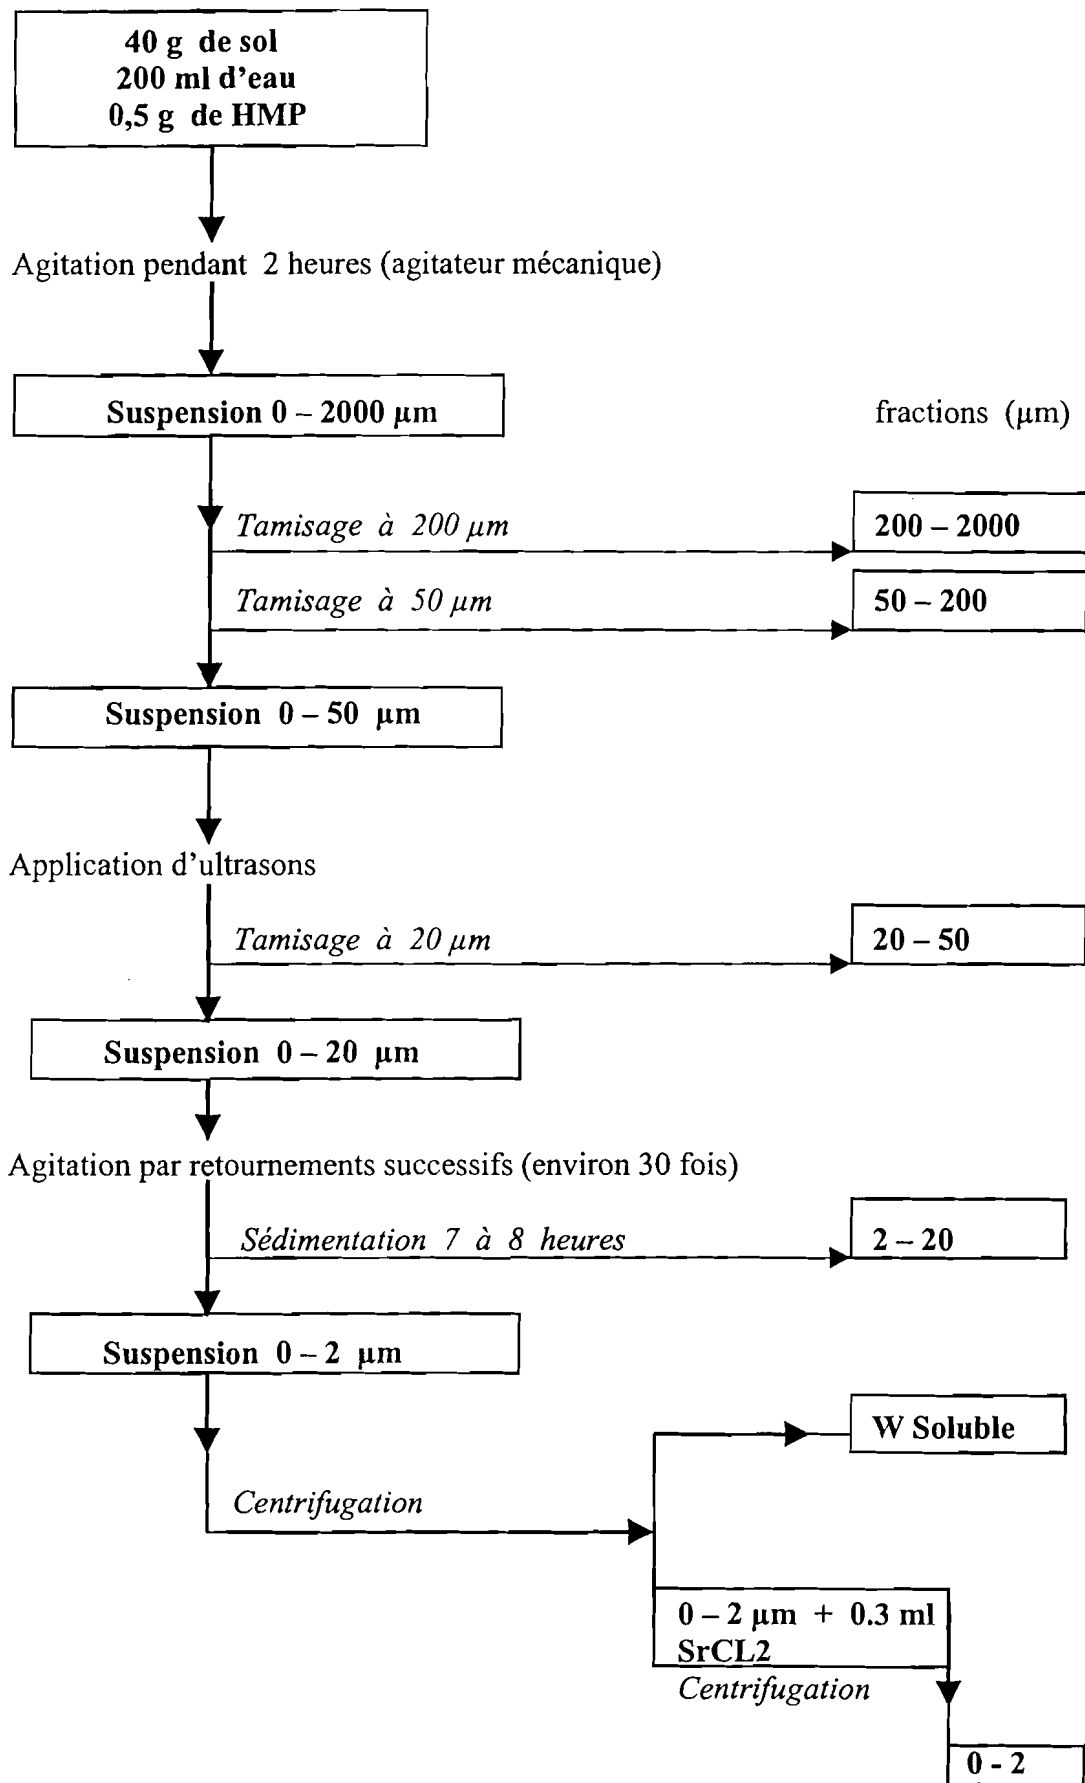 40 g de sol
200 ml d'eau
0,5 g de HMP
Agitation pendant 2 heures (agitateur mécanique)
Suspension 0 – 2000 µm
fractions (µm)
Tamisage à 200 µm
200 – 2000
Tamisage à 50 µm
50 – 200
Suspension 0 – 50 µm
Application d'ultrasons
Tamisage à 20 µm
20 – 50
Suspension 0 – 20 µm
Agitation par retournements successifs (environ 30 fois)
Sédimentation 7 à 8 heures
2 – 20
Suspension 0 – 2 µm
W Soluble
Centrifugation
0 – 2 µm + 0.3 ml
SrCL2
Centrifugation
0 - 2